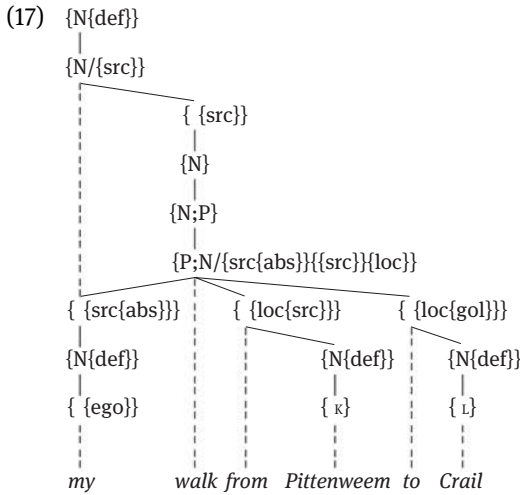 (17) {N{def}}
{N/{src}}
{ {src}}
{N}
{N;P}
{P;N/{src{abs}}{{src}}{loc}}
{ {src{abs}}} { {loc{src}}} { {loc{gol}}}
{N{def}} {N{def}} {N{def}}
{ {ego}} { ᴋ} { ʟ}
my walk from Pittenweem to Crail